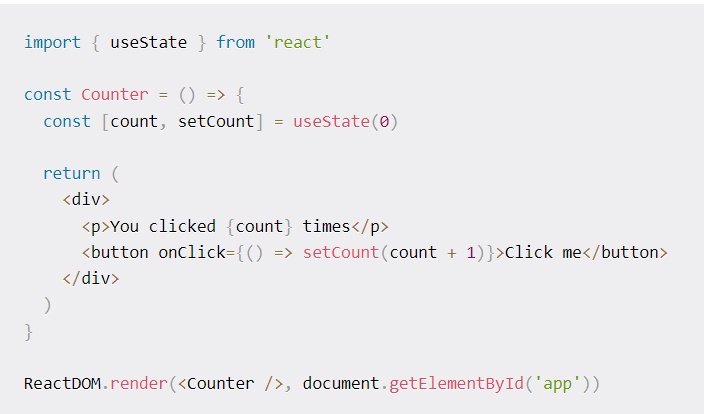 import { useState } from 'react'
const Counter = () => {
const [count, setCount] = useState(0)
return (
<div>
<p>You clicked {count} times</p>
<button onClick={() => setCount(count + 1)}>Click me</button>
</div>
)
}
ReactDOM.render(<Counter />, document.getElementById('app'))